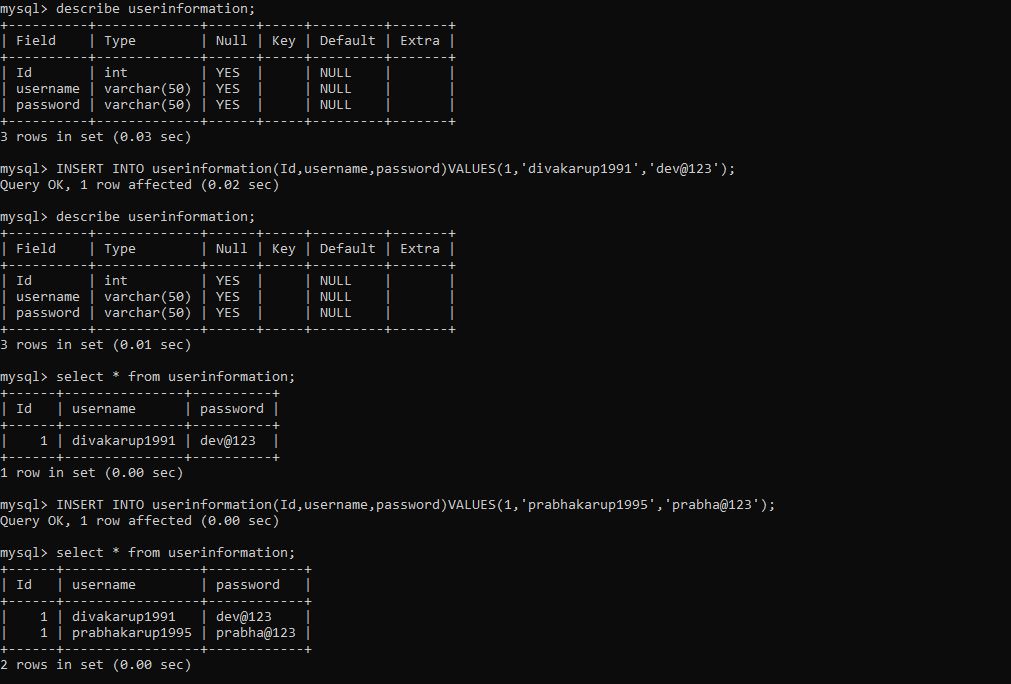 mysql> describe userinformation;
+----------+-------------+------+-----+---------+-------+
| Field    | Type        | Null | Key | Default | Extra |
+----------+-------------+------+-----+---------+-------+
| Id       | int         | YES  |     | NULL    |       |
| username | varchar(50) | YES  |     | NULL    |       |
| password | varchar(50) | YES  |     | NULL    |       |
+----------+-------------+------+-----+---------+-------+
3 rows in set (0.03 sec)
mysql> INSERT INTO userinformation(Id,username,password)VALUES(1,'divakarup1991','dev@123');
Query OK, 1 row affected (0.02 sec)
mysql> describe userinformation;
+----------+-------------+------+-----+---------+-------+
| Field    | Type        | Null | Key | Default | Extra |
+----------+-------------+------+-----+---------+-------+
| Id       | int         | YES  |     | NULL    |       |
| username | varchar(50) | YES  |     | NULL    |       |
| password | varchar(50) | YES  |     | NULL    |       |
+----------+-------------+------+-----+---------+-------+
3 rows in set (0.01 sec)
mysql> select * from userinformation;
+------+---------------+----------+
| Id   | username      | password |
+------+---------------+----------+
|    1 | divakarup1991 | dev@123  |
+------+---------------+----------+
1 row in set (0.00 sec)
mysql> INSERT INTO userinformation(Id,username,password)VALUES(1,'prabhakarup1995','prabha@123');
Query OK, 1 row affected (0.00 sec)
mysql> select * from userinformation;
+------+-----------------+------------+
| Id   | username        | password   |
+------+-----------------+------------+
|    1 | divakarup1991   | dev@123    |
|    1 | prabhakarup1995 | prabha@123 |
+------+-----------------+------------+
2 rows in set (0.00 sec)